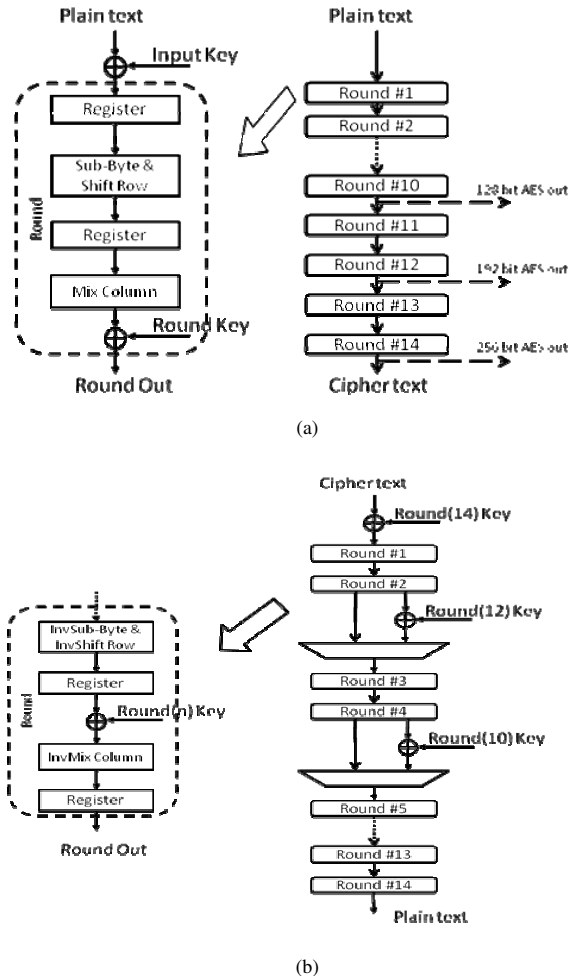 Plain text
Input Key
Register
Sub-Byte &
Shift Row
Register
Mix Column
Round
Round Key
Round Out
Plain text
Round #1
Round #2
Round #10
128 bit AES out
Round #11
Round #12
192 bit AES out
Round #13
Round #14
256 bit AES out
Cipher text
(a)
InvSub-Byte &
InvShift Row
Register
Round(n) Key
InvMix Column
Register
Round
Round Out
Cipher text
Round(14) Key
Round #1
Round #2
Round(12) Key
Round #3
Round #4
Round(10) Key
Round #5
Round #13
Round #14
Plain text
(b)